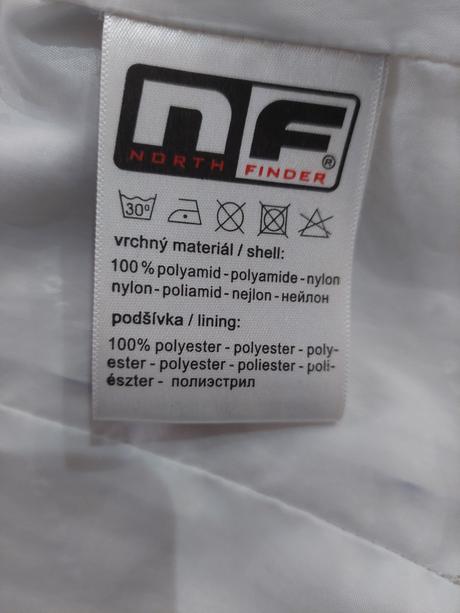 NF
NORTH FINDER®
30°
vrchný materiál / shell:
100% polyamid - polyamide - nylon
nylon - poliamid - nejlon - нейлон
podšívka / lining:
100% polyester - polyester - poly-
ester - polyester - poliester - poli-
észter - полиэстрил